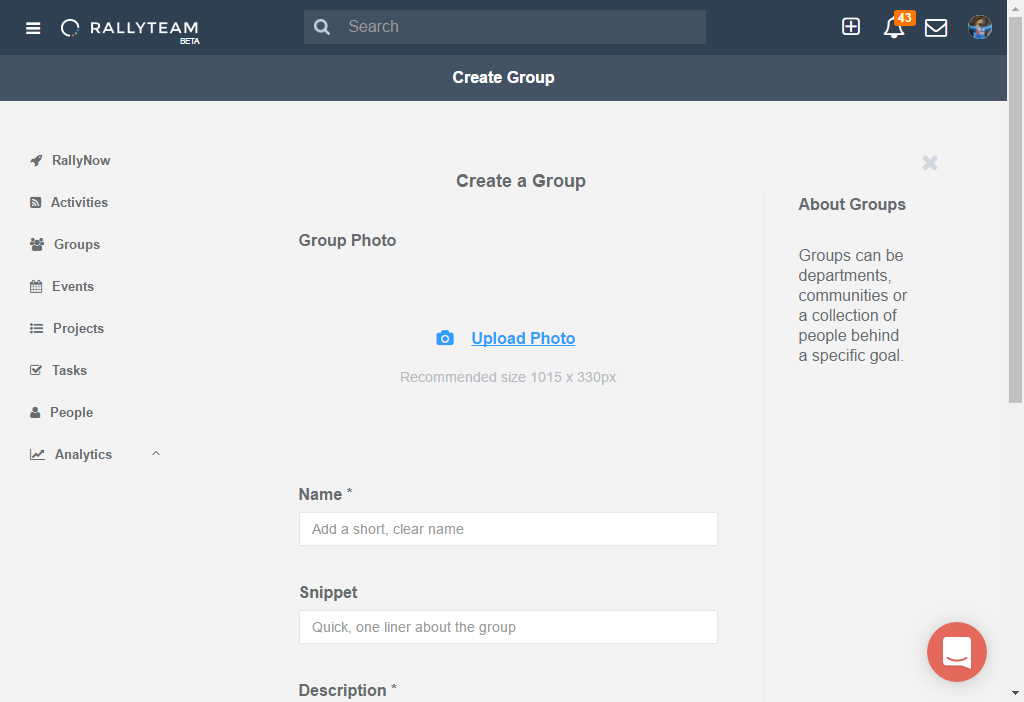 RALLYTEAM
BETA
Search
43
Create Group
RallyNow
Activities
Groups
Events
Projects
Tasks
People
Analytics
Create a Group
Group Photo
Upload Photo
Recommended size 1015 x 330px
Name *
Add a short, clear name
Snippet
Quick, one liner about the group
Description *
About Groups
Groups can be
departments,
communities or
a collection of
people behind
a specific goal.